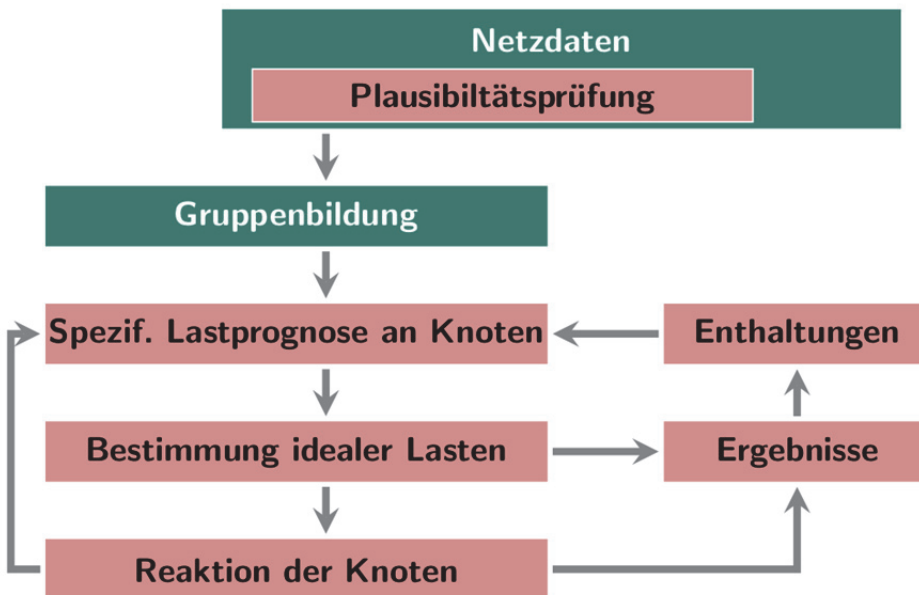 Netzdaten
Plausibiltätsprüfung
Gruppenbildung
Spezif. Lastprognose an Knoten
Enthaltungen
Bestimmung idealer Lasten
Ergebnisse
Reaktion der Knoten